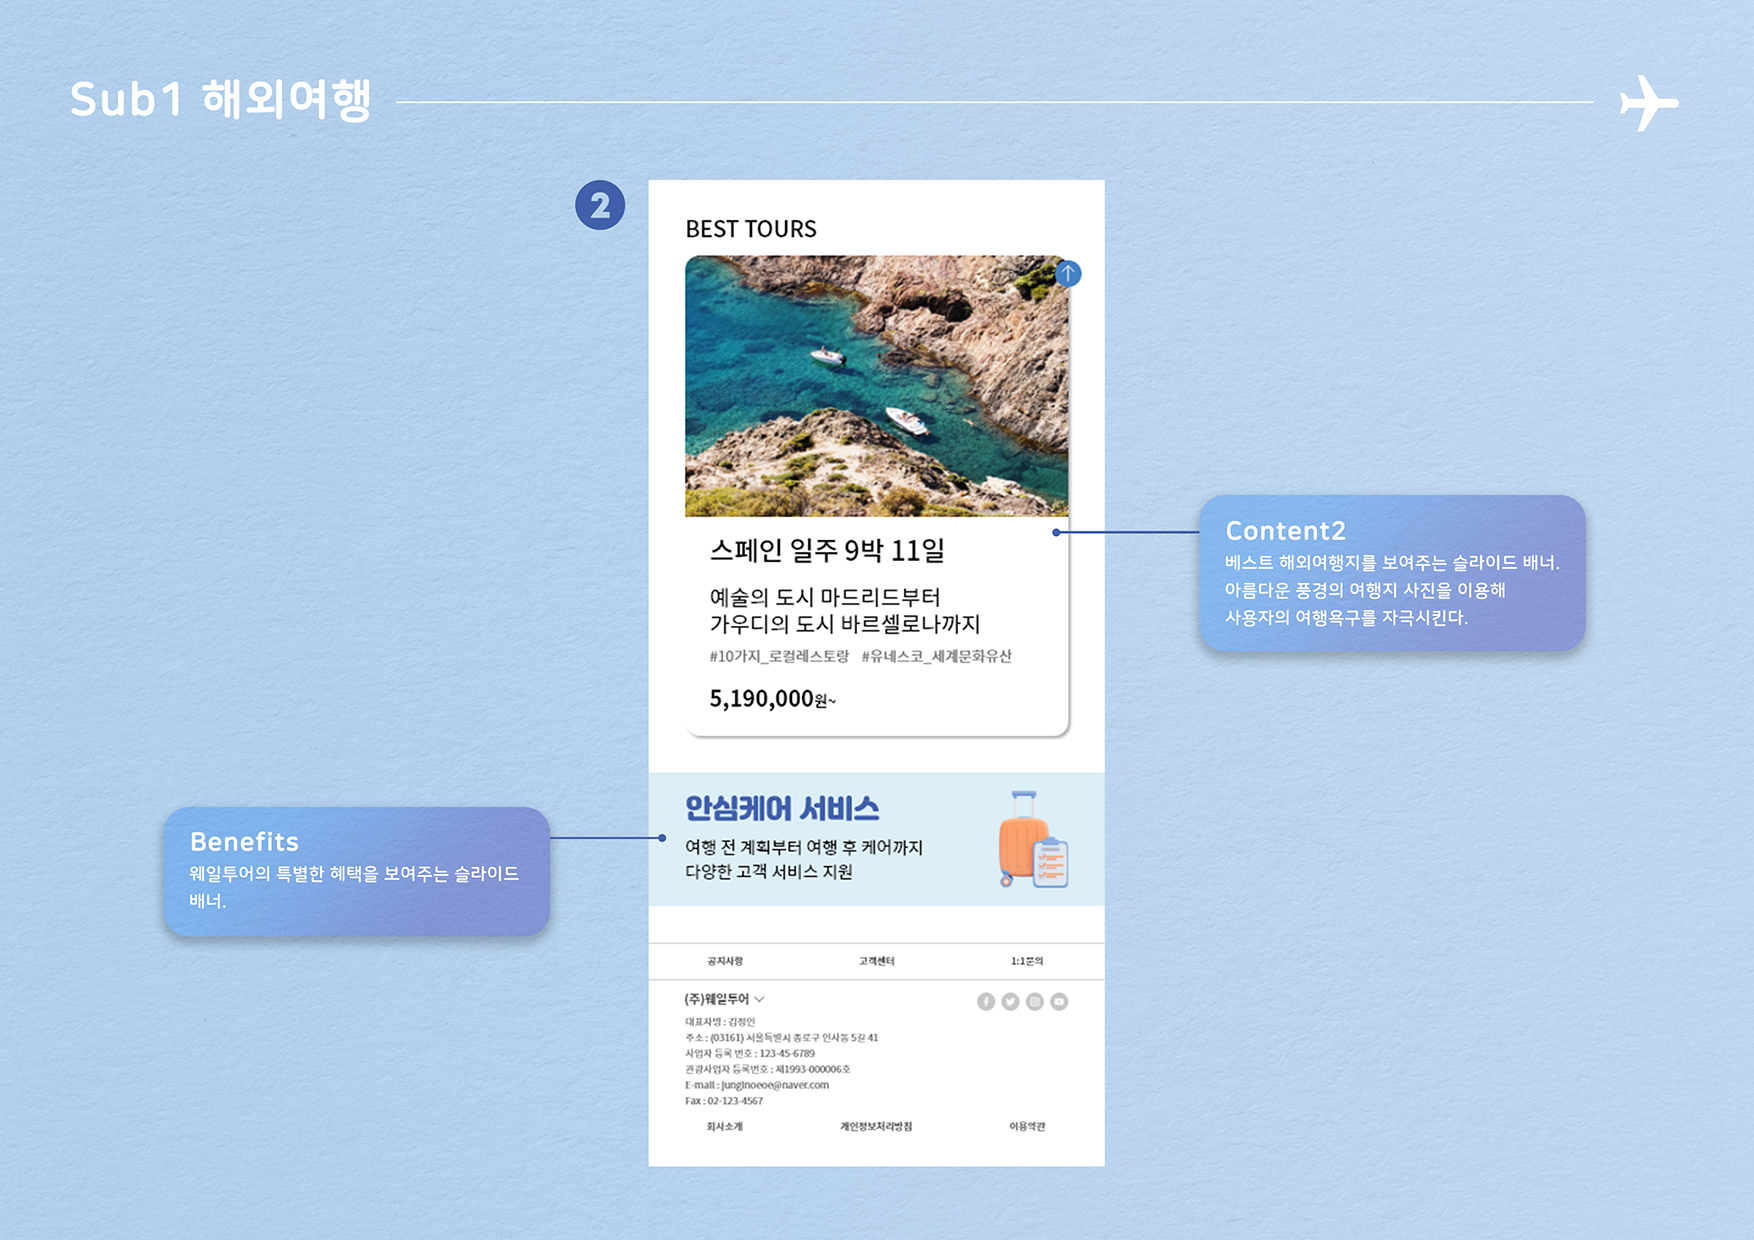 Sub1 해외여행
2
BEST TOURS
스페인 일주 9박 11일
예술의 도시 마드리드부터
가우디의 도시 바르셀로나까지
#10가지_로컬레스토랑 #유네스코_세계문화유산
5,190,000원~
Content2
베스트 해외여행지를 보여주는 슬라이드 배너.
아름다운 풍경의 여행지 사진을 이용해
사용자의 여행욕구를 자극시킨다.
안심케어 서비스
여행 전 계획부터 여행 후 케어까지
다양한 고객 서비스 지원
Benefits
웨일투어의 특별한 혜택을 보여주는 슬라이드
배너.
공지사항 고객센터 1:1문의
(주)웨일투어
대표자명 : 김정인
주소 : (03161) 서울특별시 종로구 인사동 5길 41
사업자 등록 번호 : 123-45-6789
관광사업자 등록번호 : 제1993-000006호
E-mail : junginoeoe@naver.com
Fax : 02-123-4567
회사소개 개인정보처리방침 이용약관